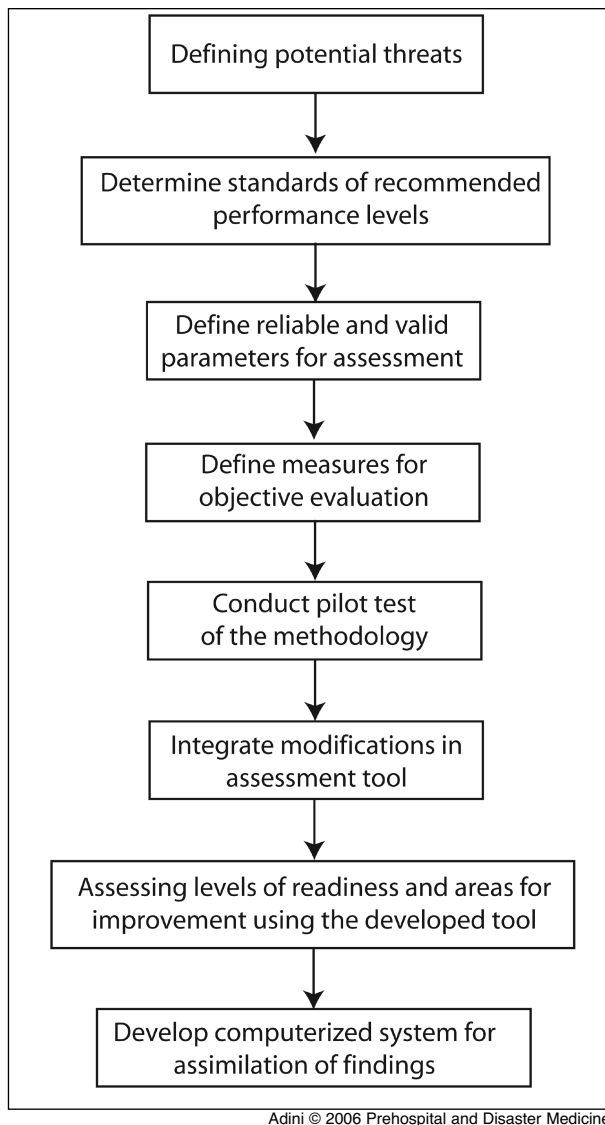 Defining potential threats
Determine standards of recommended
performance levels
Define reliable and valid
parameters for assessment
Define measures for
objective evaluation
Conduct pilot test
of the methodology
Integrate modifications in
assessment tool
Assessing levels of readiness and areas for
improvement using the developed tool
Develop computerized system for
assimilation of findings
Adini © 2006 Prehospital and Disaster Medicine